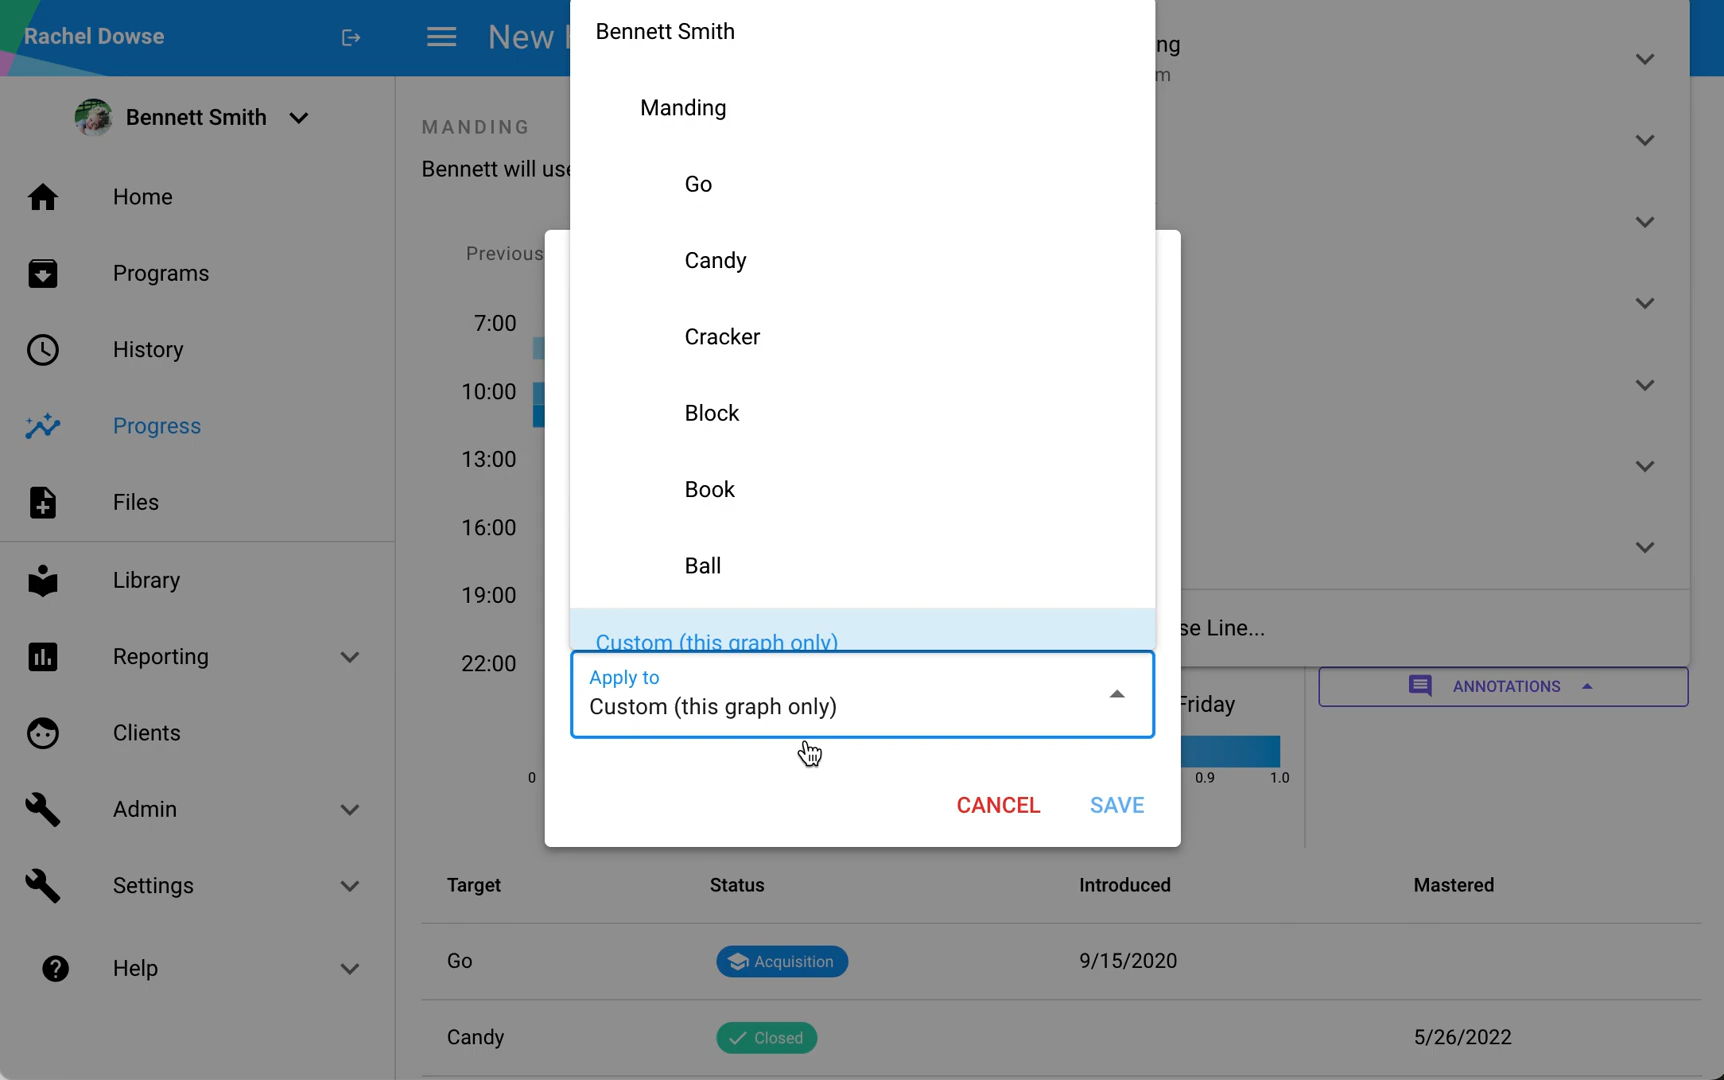 Rachel Dowse
New
Bennett Smith
Home
Programs
History
Progress
Files
Library
Reporting
Clients
Admin
Settings
Help
MANDING
Bennett will use
Previous
7:00
10:00
13:00
16:00
19:00
22:00
0
Bennett Smith
Manding
Go
Candy
Cracker
Block
Book
Ball
Custom (this graph only)
Apply to
Custom (this graph only)
CANCEL
SAVE
ng
m
se Line...
ANNOTATIONS
Friday
0.9 1.0
Target Status Introduced Mastered
Go Acquisition 9/15/2020
Candy Closed 5/26/2022